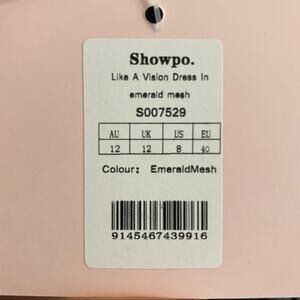 Showpo.
Like A Vision Dress In
emerald mesh
S007529
AU UK US EU
12 12 8 40
Colour: EmeraldMesh
9145467439916